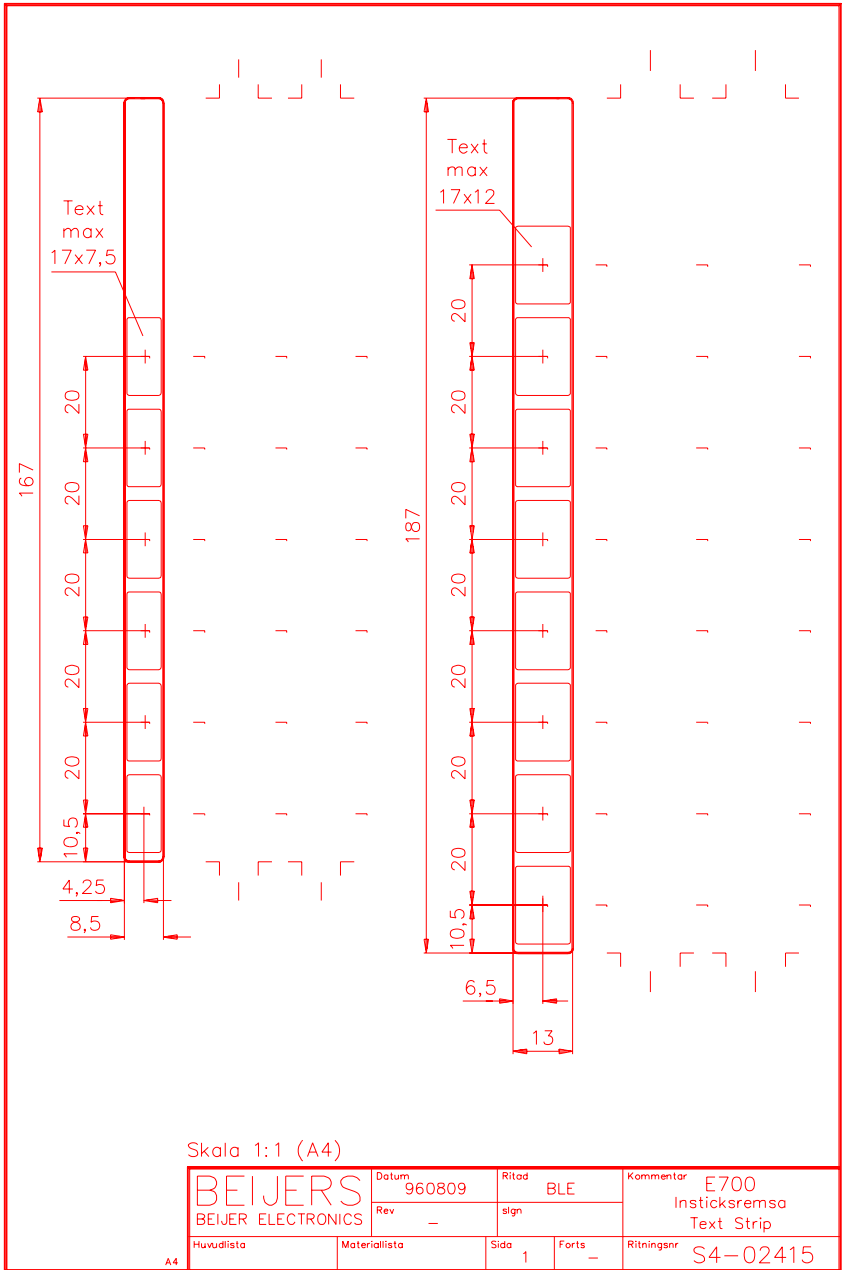 Text
max
17x7,5
20
20
20
20
20
10,5
167
4,25
8,5
Text
max
17x12
20
20
20
20
20
20
20
10,5
187
6,5
13
Skala 1:1 (A4)
BEIJERS
BEIJER ELECTRONICS
Datum
960809
Ritad
BLE
Kommentar
E700
Insticksremsa
Text Strip
Rev
–
sign
A4
Huvudlista
Materiallista
Sida
1
Forts
–
Ritningsnr
S4–02415